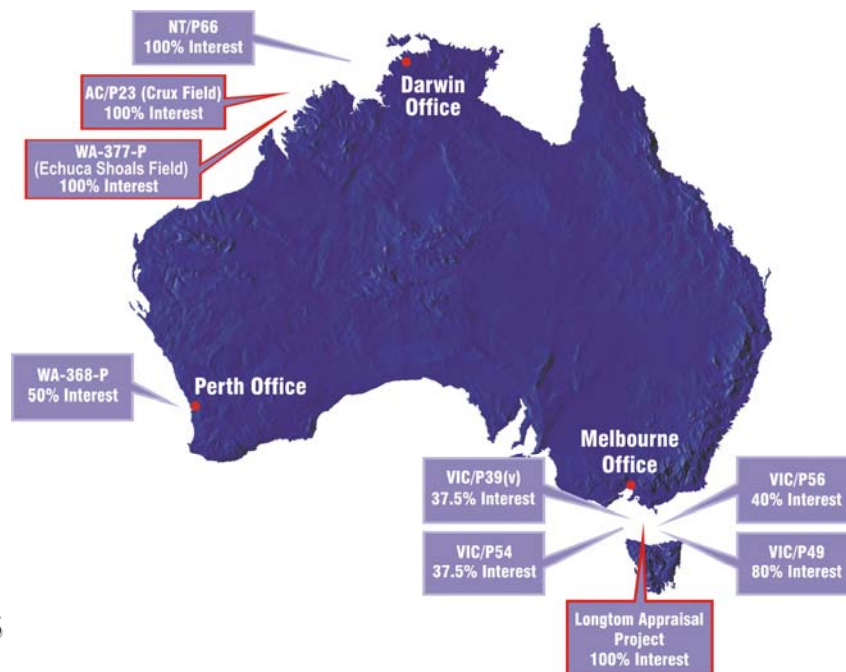 NT/P66
100% Interest
AC/P23 (Crux Field)
100% Interest
WA-377-P
(Echuca Shoals Field)
100% Interest
Darwin
Office
WA-368-P
50% Interest
Perth Office
Melbourne
Office
VIC/P39(v)
37.5% Interest
VIC/P56
40% Interest
VIC/P54
37.5% Interest
VIC/P49
80% Interest
Longtom Appraisal
Project
100% Interest